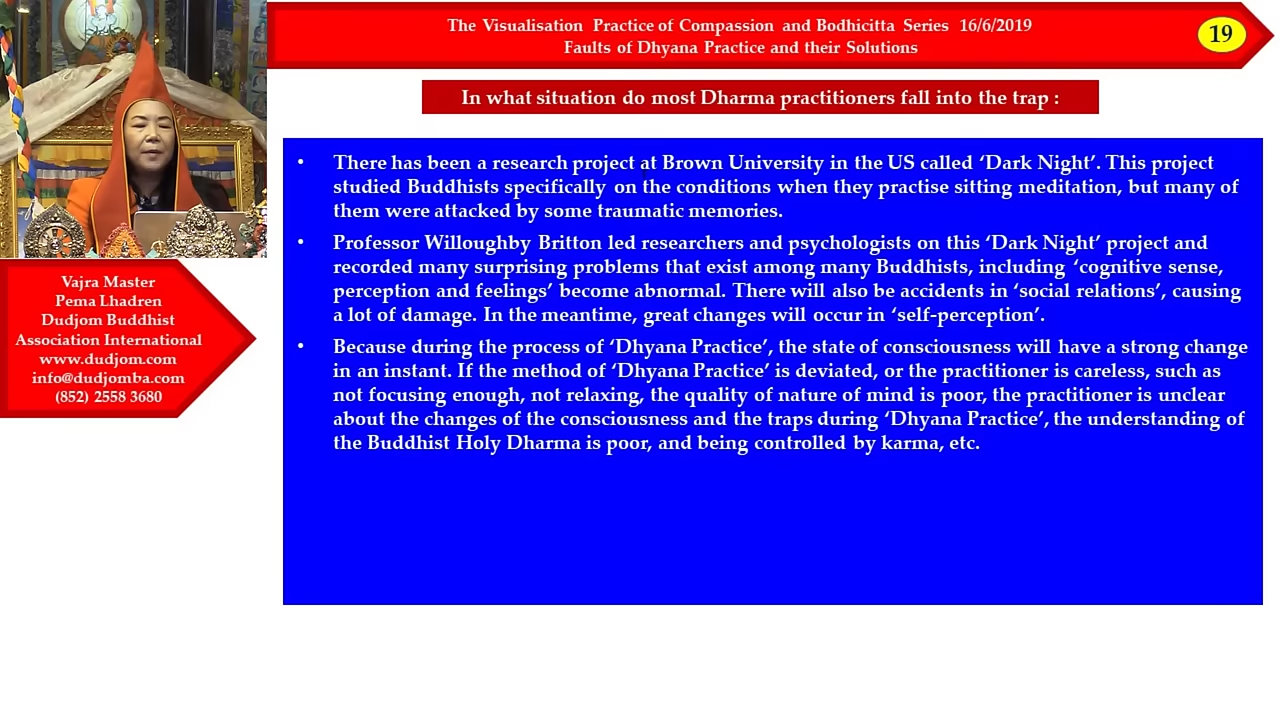 The Visualisation Practice of Compassion and Bodhicitta Series 16/6/2019
Faults of Dhyana Practice and their Solutions
19
In what situation do most Dharma practitioners fall into the trap :
• There has been a research project at Brown University in the US called ‘Dark Night’. This project
studied Buddhists specifically on the conditions when they practise sitting meditation, but many of
them were attacked by some traumatic memories.
• Professor Willoughby Britton led researchers and psychologists on this ‘Dark Night’ project and
recorded many surprising problems that exist among many Buddhists, including ‘cognitive sense,
perception and feelings’ become abnormal. There will also be accidents in ‘social relations’, causing
a lot of damage. In the meantime, great changes will occur in ‘self-perception’.
• Because during the process of ‘Dhyana Practice’, the state of consciousness will have a strong change
in an instant. If the method of ‘Dhyana Practice’ is deviated, or the practitioner is careless, such as
not focusing enough, not relaxing, the quality of nature of mind is poor, the practitioner is unclear
about the changes of the consciousness and the traps during ‘Dhyana Practice’, the understanding of
the Buddhist Holy Dharma is poor, and being controlled by karma, etc.
Vajra Master
Pema Lhadren
Dudjom Buddhist
Association International
www.dudjom.com
info@dudjomba.com
(852) 2558 3680